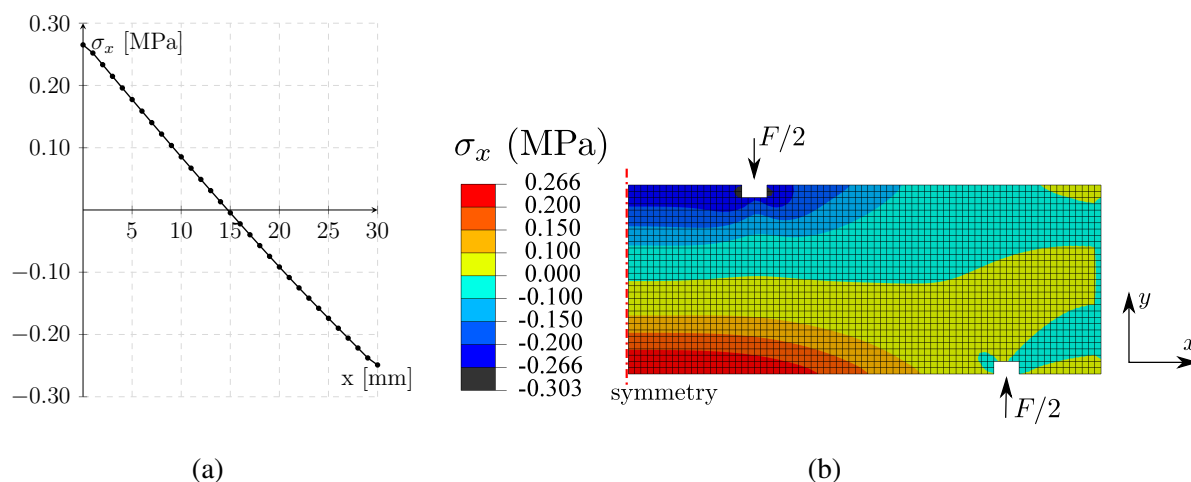 0.30
σx [MPa]
0.20
0.10
5 10 15 20 25 30
−0.10
−0.20
x [mm]
−0.30
(a)
σx (MPa)
0.266
0.200
0.150
0.100
0.000
-0.100
-0.150
-0.200
-0.266
-0.303
F/2
y
x
symmetry
F/2
(b)